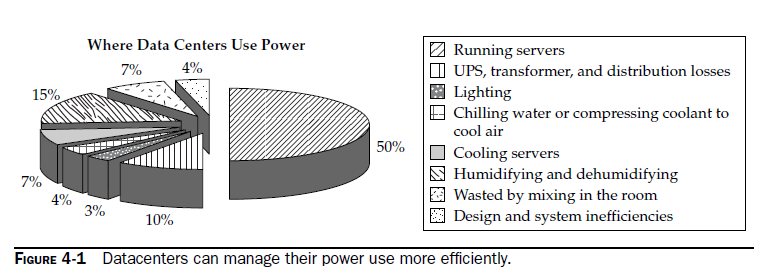 Where Data Centers Use Power
7%
4%
15%
50%
7%
4%
3%
10%
Running servers
UPS, transformer, and distribution losses
Lighting
Chilling water or compressing coolant to
cool air
Cooling servers
Humidifying and dehumidifying
Wasted by mixing in the room
Design and system inefficiencies
FIGURE 4-1 Datacenters can manage their power use more efficiently.